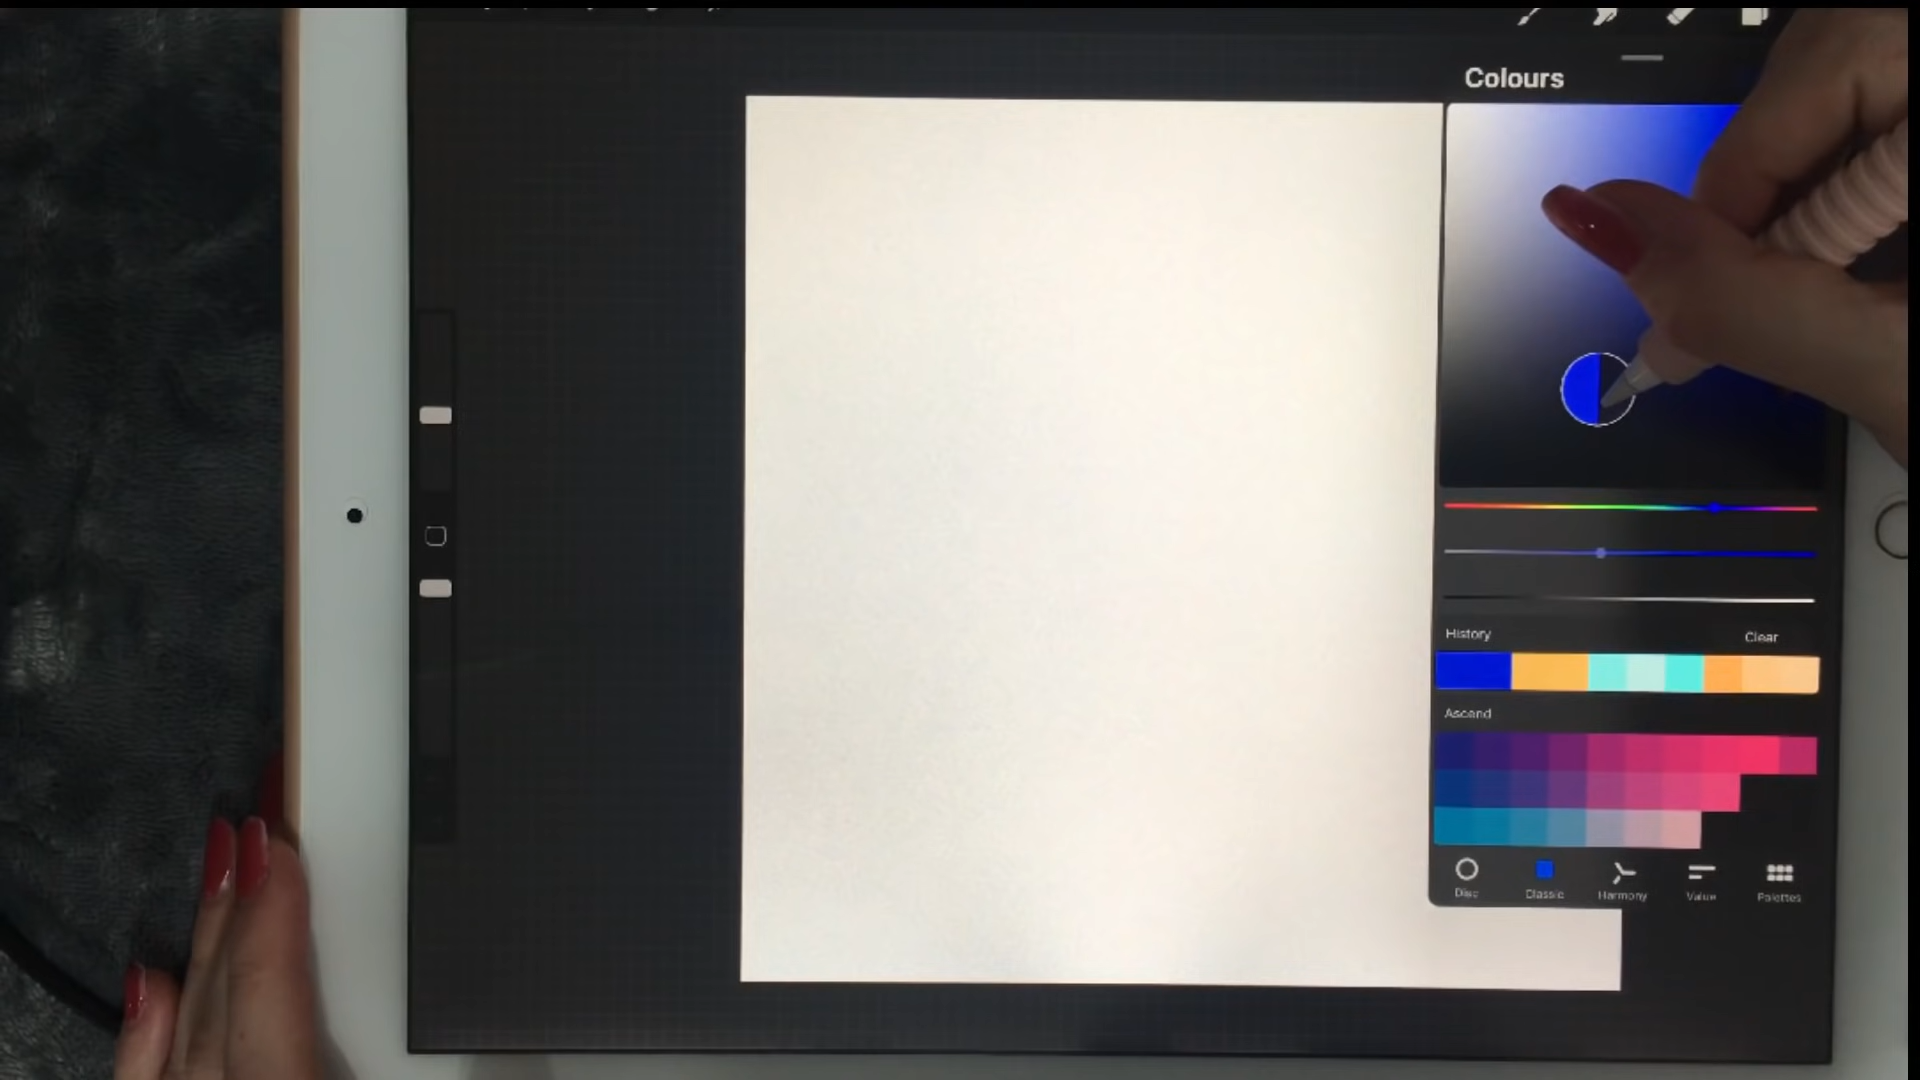 Colours
History
Clear
Ascend
Disc
Classic
Harmony
Value
Palettes